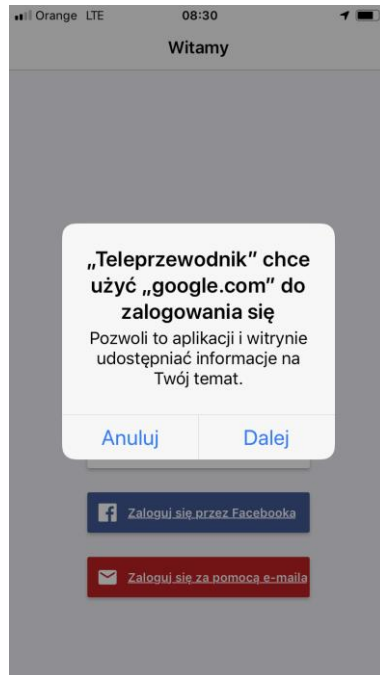 Orange LTE 08:30
Witamy
„Teleprzewodnik” chce
użyć „google.com” do
zalogowania się
Pozwoli to aplikacji i witrynie
udostępniać informacje na
Twój temat.
Anuluj Dalej
Zaloguj się przez Facebooka
Zaloguj się za pomocą e-maila